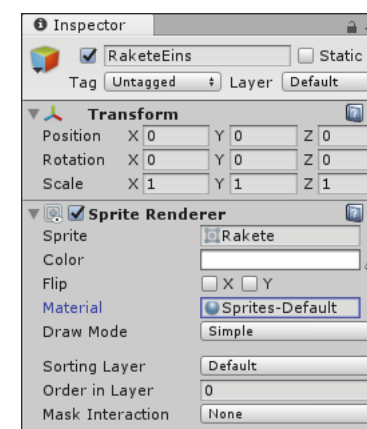 Inspector
RaketeEins Static
Tag Untagged Layer Default
Transform
Position X 0 Y 0 Z 0
Rotation X 0 Y 0 Z 0
Scale X 1 Y 1 Z 1
Sprite Renderer
Sprite Rakete
Color
Flip X Y
Material Sprites-Default
Draw Mode Simple
Sorting Layer Default
Order in Layer 0
Mask Interaction None